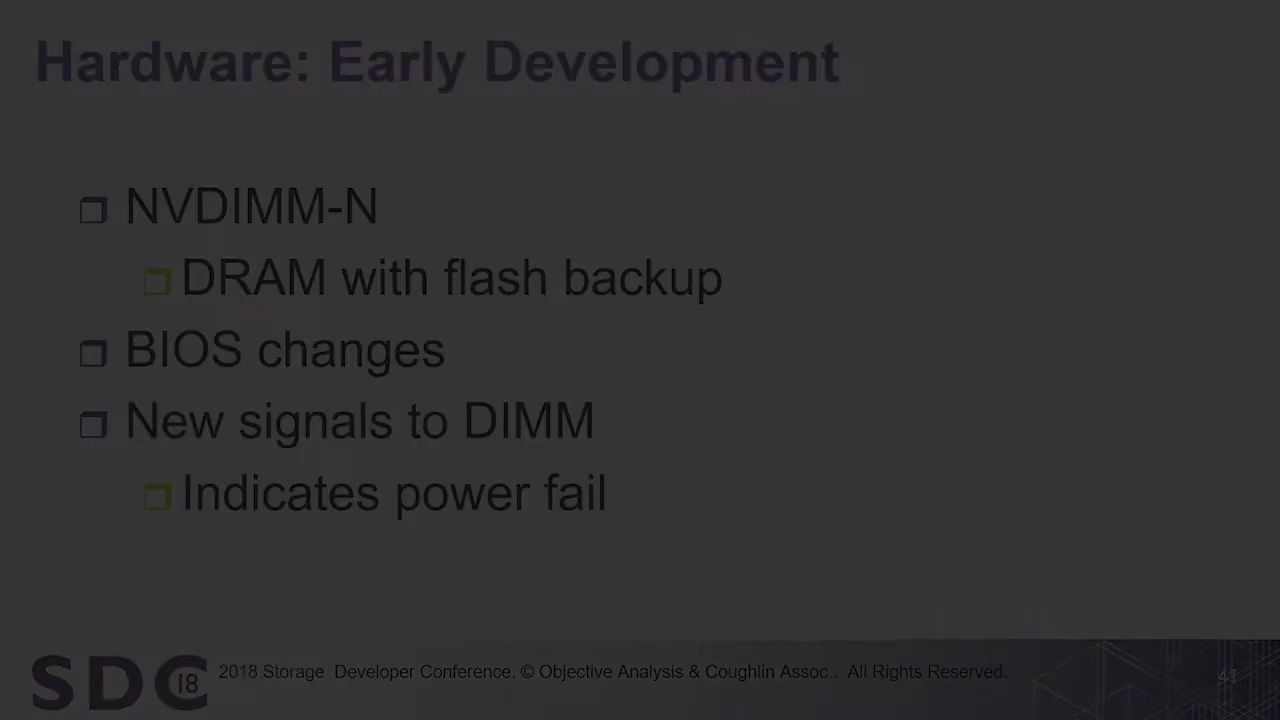 Hardware: Early Development
NVDIMM-N
DRAM with flash backup
BIOS changes
New signals to DIMM
Indicates power fail
SDC 18
2018 Storage Developer Conference. © Objective Analysis & Coughlin Assoc.. All Rights Reserved.